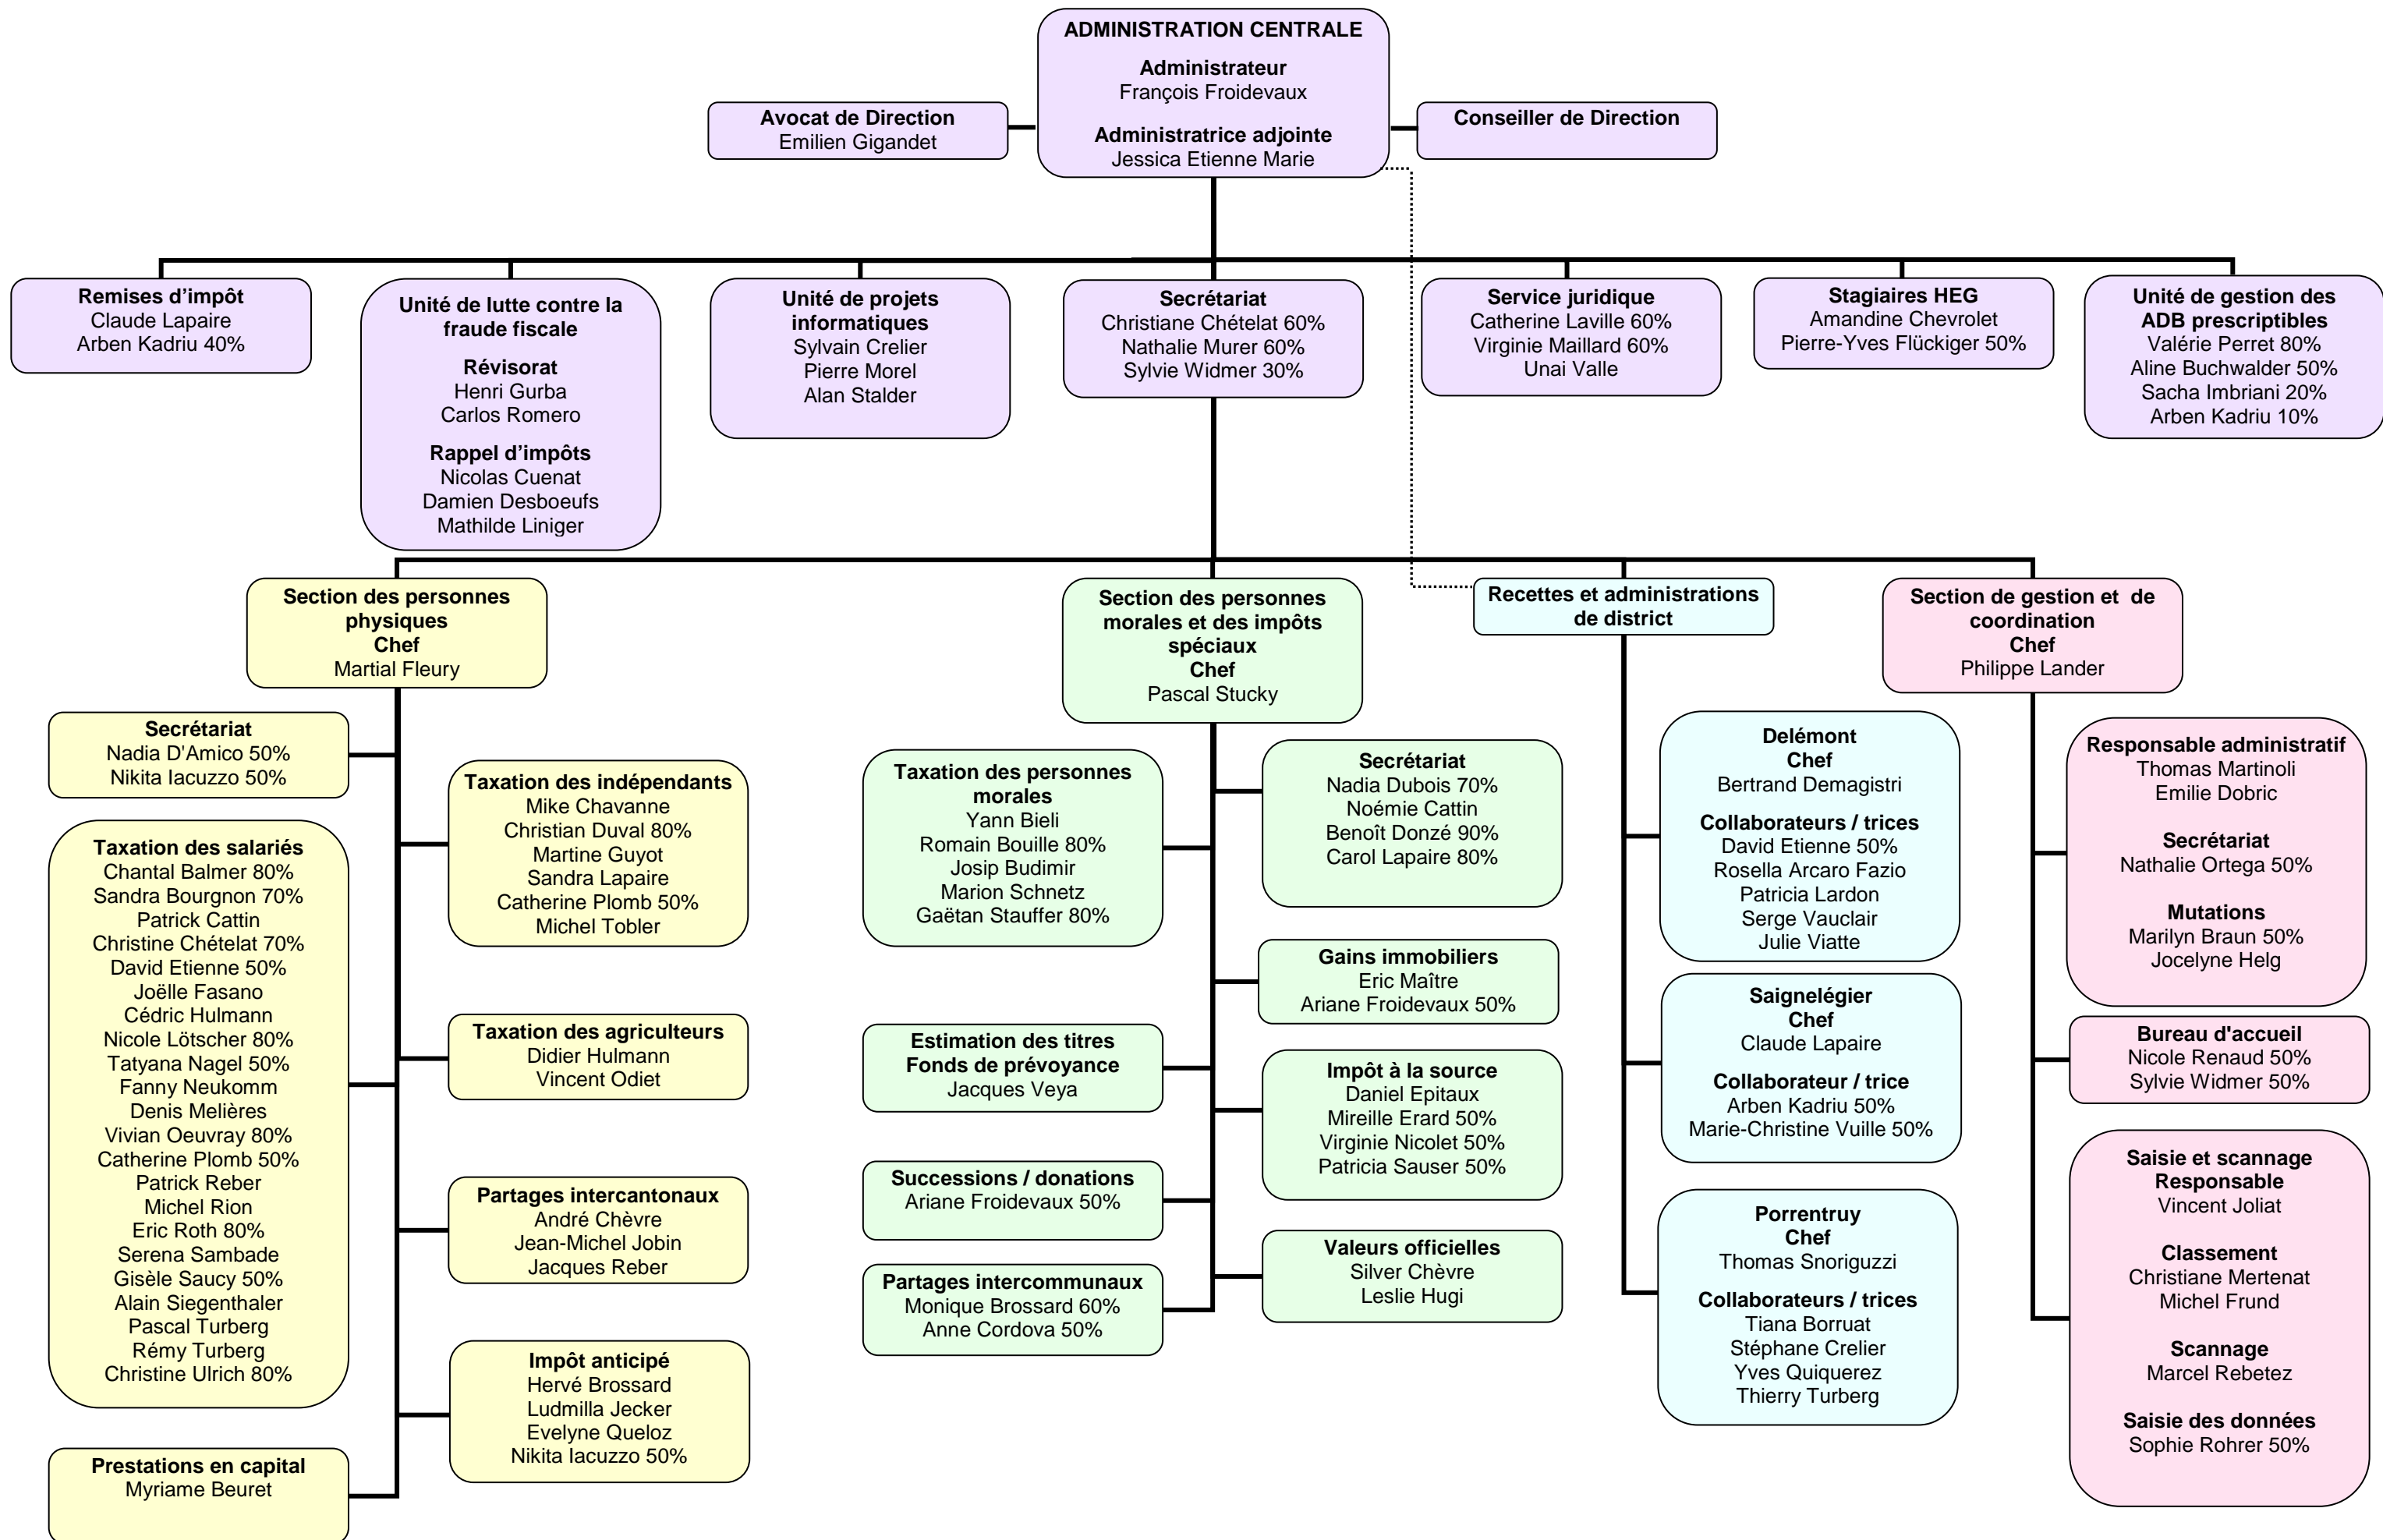 ADMINISTRATION CENTRALE
Administrateur
François Froidevaux
Administratrice adjointe
Jessica Etienne Marie
Avocat de Direction
Emilien Gigandet
Conseiller de Direction
Remises d’impôt
Claude Lapaire
Arben Kadriu 40%
Unité de lutte contre la
fraude fiscale
Révisorat
Henri Gurba
Carlos Romero
Rappel d’impôts
Nicolas Cuenat
Damien Desboeufs
Mathilde Liniger
Unité de projets
informatiques
Sylvain Crelier
Pierre Morel
Alan Stalder
Secrétariat
Christiane Chételat 60%
Nathalie Murer 60%
Sylvie Widmer 30%
Service juridique
Catherine Laville 60%
Virginie Maillard 60%
Unai Valle
Stagiaires HEG
Amandine Chevrolet
Pierre-Yves Flückiger 50%
Unité de gestion des
ADB prescriptibles
Valérie Perret 80%
Aline Buchwalder 50%
Sacha Imbriani 20%
Arben Kadriu 10%
Section des personnes
physiques
Chef
Martial Fleury
Secrétariat
Nadia D'Amico 50%
Nikita Iacuzzo 50%
Taxation des salariés
Chantal Balmer 80%
Sandra Bourgnon 70%
Patrick Cattin
Christine Chételat 70%
David Etienne 50%
Joëlle Fasano
Cédric Hulmann
Nicole Lötscher 80%
Tatyana Nagel 50%
Fanny Neukomm
Denis Melières
Vivian Oeuvray 80%
Catherine Plomb 50%
Patrick Reber
Michel Rion
Eric Roth 80%
Serena Sambade
Gisèle Saucy 50%
Alain Siegenthaler
Pascal Turberg
Rémy Turberg
Christine Ulrich 80%
Prestations en capital
Myriame Beuret
Taxation des indépendants
Mike Chavanne
Christian Duval 80%
Martine Guyot
Sandra Lapaire
Catherine Plomb 50%
Michel Tobler
Taxation des agriculteurs
Didier Hulmann
Vincent Odiet
Partages intercantonaux
André Chèvre
Jean-Michel Jobin
Jacques Reber
Impôt anticipé
Hervé Brossard
Ludmilla Jecker
Evelyne Queloz
Nikita Iacuzzo 50%
Section des personnes
morales et des impôts
spéciaux
Chef
Pascal Stucky
Taxation des personnes
morales
Yann Bieli
Romain Bouille 80%
Josip Budimir
Marion Schnetz
Gaëtan Stauffer 80%
Estimation des titres
Fonds de prévoyance
Jacques Veya
Successions / donations
Ariane Froidevaux 50%
Partages intercommunaux
Monique Brossard 60%
Anne Cordova 50%
Secrétariat
Nadia Dubois 70%
Noémie Cattin
Benoît Donzé 90%
Carol Lapaire 80%
Gains immobiliers
Eric Maître
Ariane Froidevaux 50%
Impôt à la source
Daniel Epitaux
Mireille Erard 50%
Virginie Nicolet 50%
Patricia Sauser 50%
Valeurs officielles
Silver Chèvre
Leslie Hugi
Recettes et administrations
de district
Delémont
Chef
Bertrand Demagistri
Collaborateurs / trices
David Etienne 50%
Rosella Arcaro Fazio
Patricia Lardon
Serge Vauclair
Julie Viatte
Saignelégier
Chef
Claude Lapaire
Collaborateur / trice
Arben Kadriu 50%
Marie-Christine Vuille 50%
Porrentruy
Chef
Thomas Snoriguzzi
Collaborateurs / trices
Tiana Borruat
Stéphane Crelier
Yves Quiquerez
Thierry Turberg
Section de gestion et de
coordination
Chef
Philippe Lander
Responsable administratif
Thomas Martinoli
Emilie Dobric
Secrétariat
Nathalie Ortega 50%
Mutations
Marilyn Braun 50%
Jocelyne Helg
Bureau d'accueil
Nicole Renaud 50%
Sylvie Widmer 50%
Saisie et scannage
Responsable
Vincent Joliat
Classement
Christiane Mertenat
Michel Frund
Scannage
Marcel Rebetez
Saisie des données
Sophie Rohrer 50%